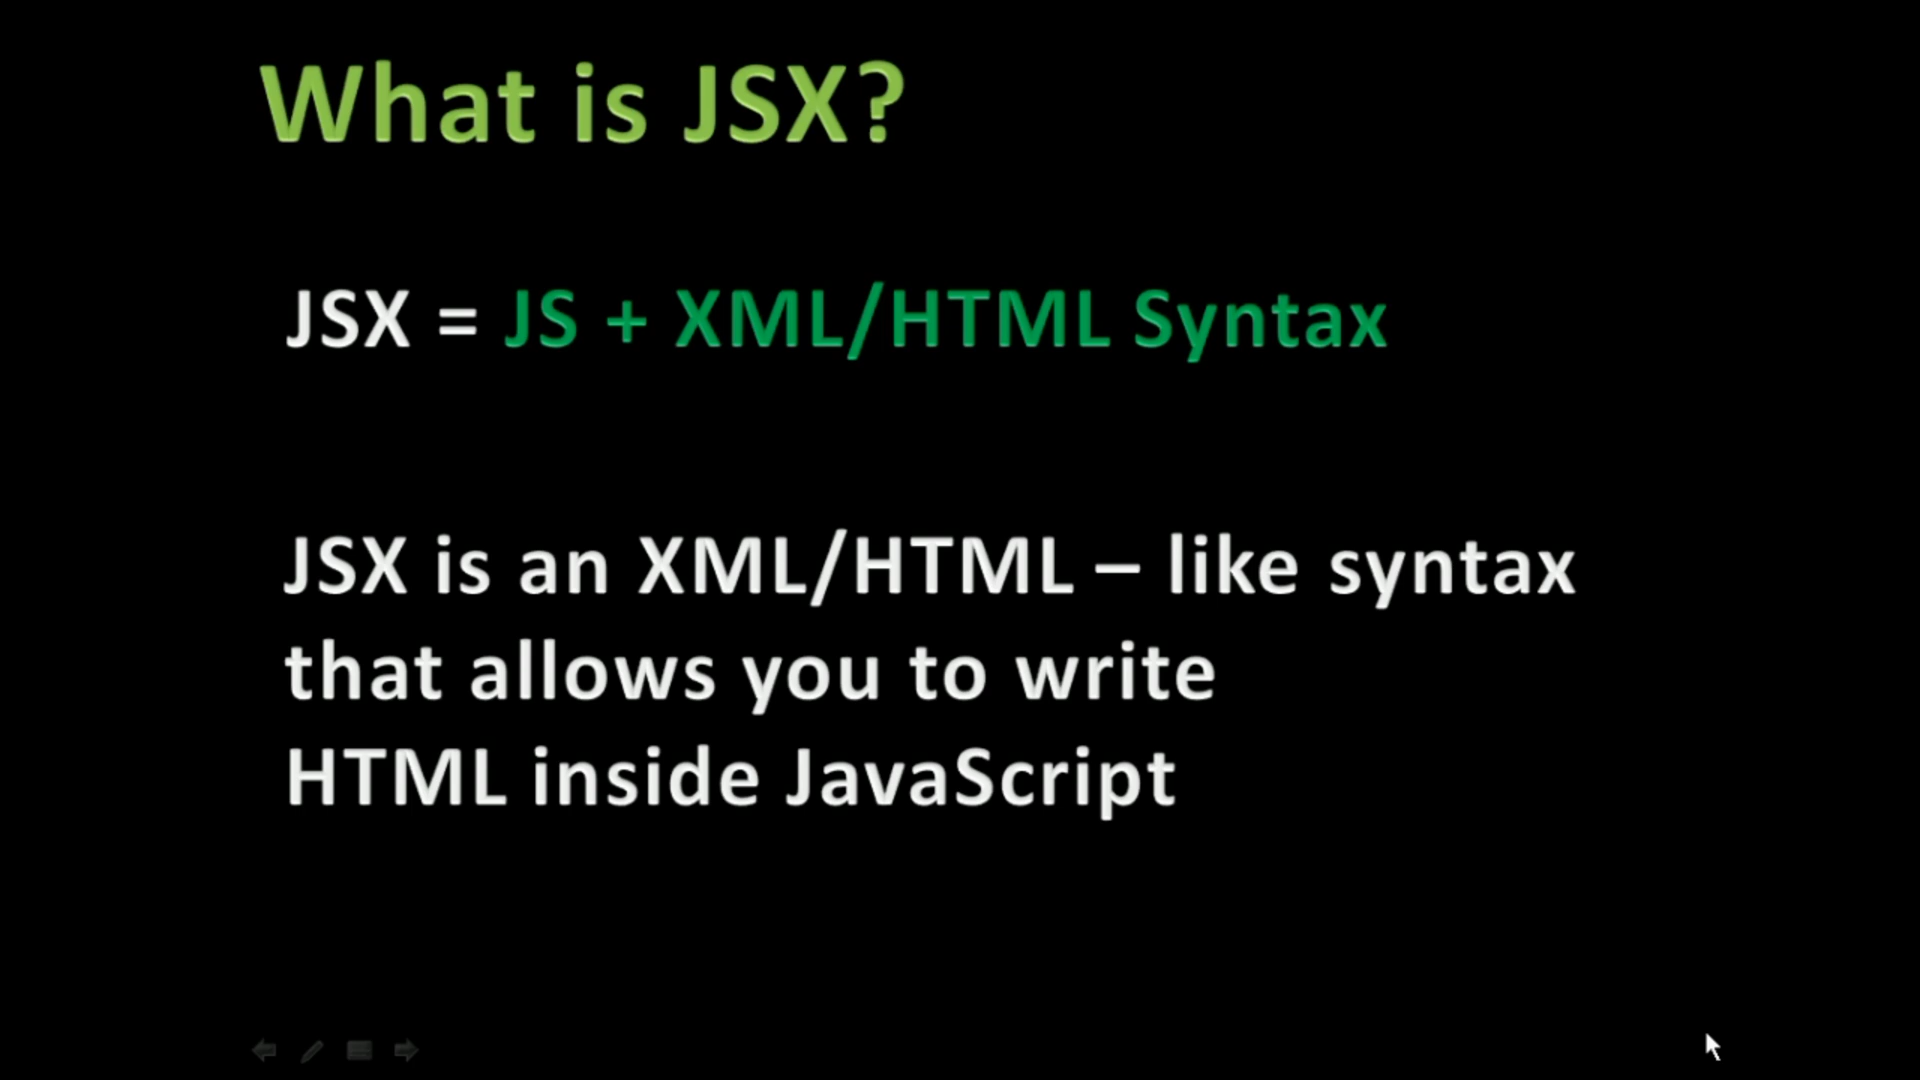 What is JSX?
JSX = JS + XML/HTML Syntax
JSX is an XML/HTML – like syntax
that allows you to write
HTML inside JavaScript